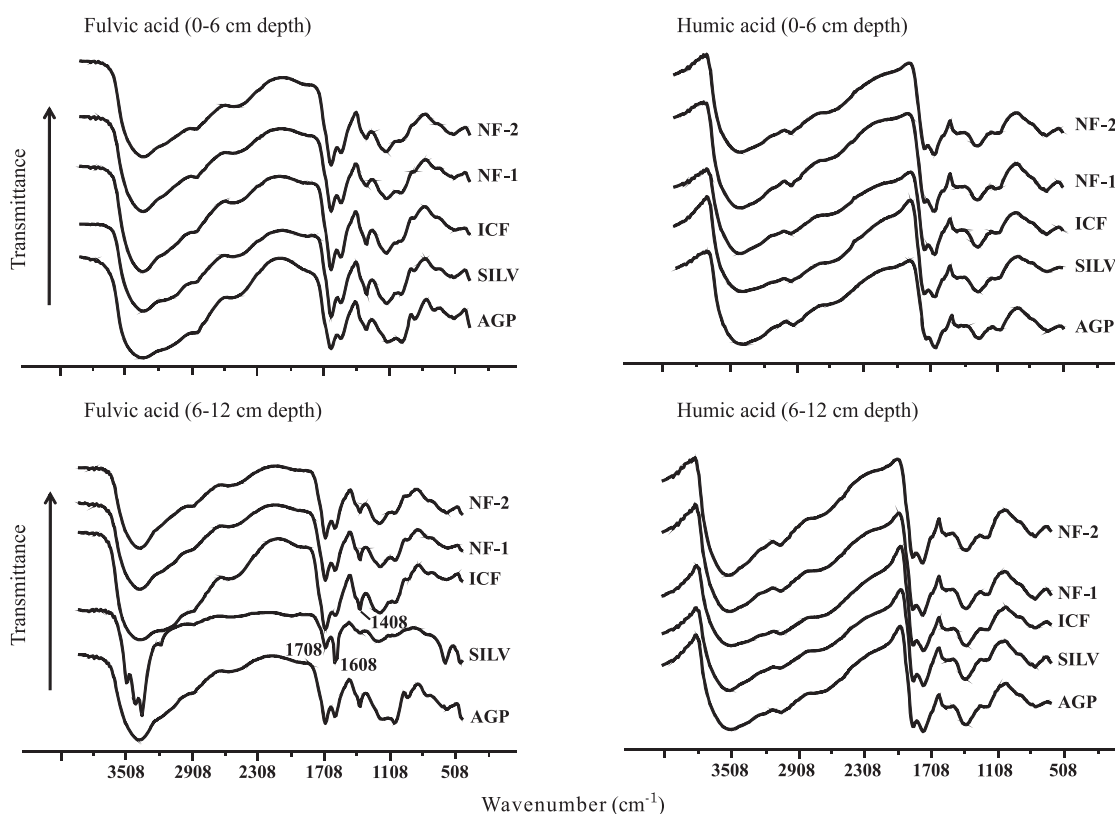 Fulvic acid (0-6 cm depth)
Humic acid (0-6 cm depth)
Transmittance
NF-2
NF-1
ICF
SILV
AGP
NF-2
NF-1
ICF
SILV
AGP
Fulvic acid (6-12 cm depth)
Humic acid (6-12 cm depth)
Transmittance
NF-2
NF-1
ICF
1408
1708
SILV
1608
AGP
NF-2
NF-1
ICF
SILV
AGP
3508 2908 2308 1708 1108 508
3508 2908 2308 1708 1108 508
Wavenumber (cm⁻¹)